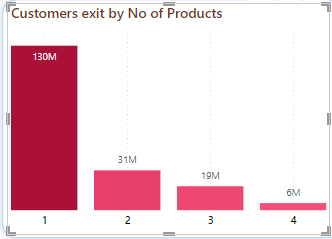 Customers exit by No of Products
130M
31M
19M
6M
1 2 3 4